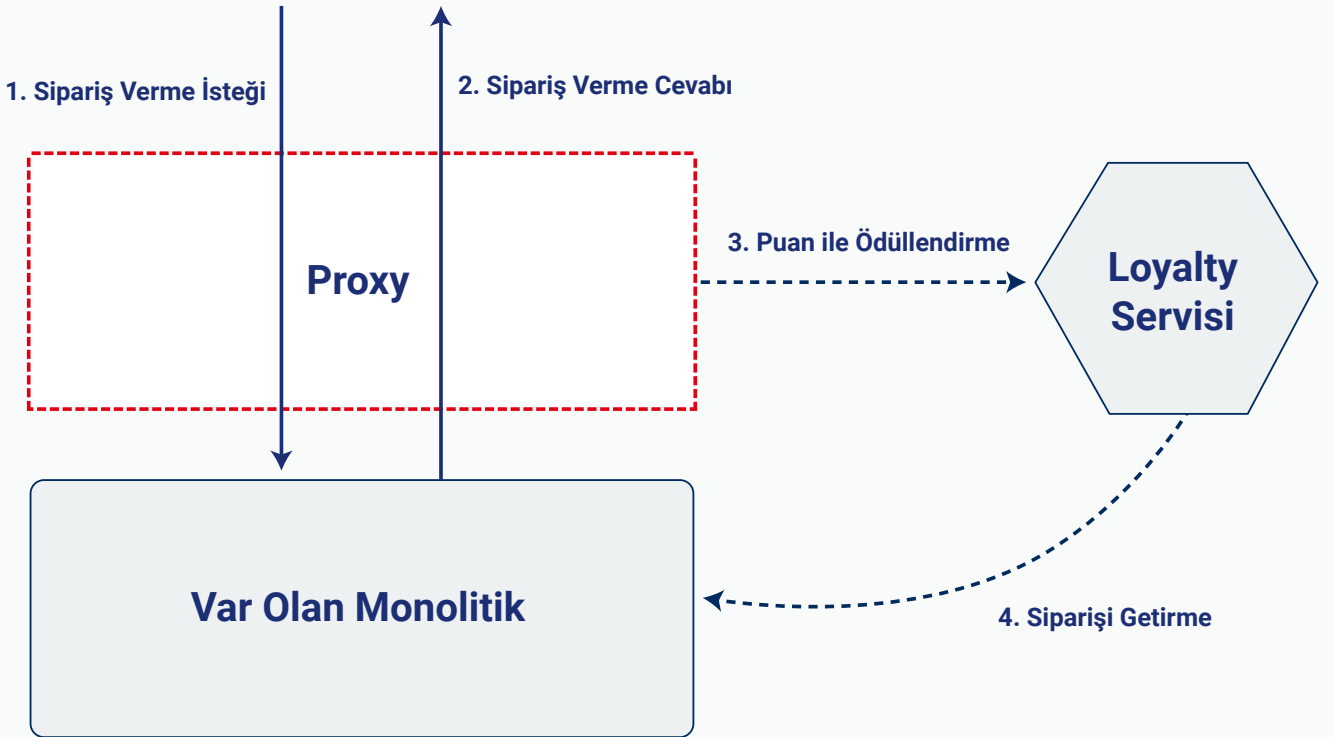 1. Sipariş Verme İsteği
2. Sipariş Verme Cevabı
3. Puan ile Ödüllendirme
Proxy
Loyalty
Servisi
Var Olan Monolitik
4. Siparişi Getirme